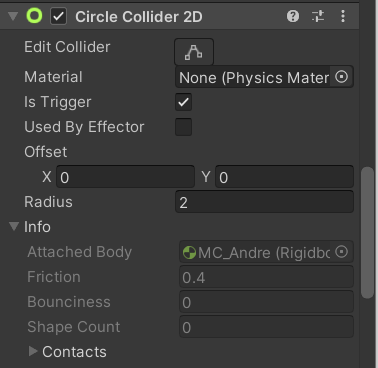 Circle Collider 2D
Edit Collider
Material None (Physics Mater
Is Trigger
Used By Effector
Offset
X 0 Y 0
Radius 2
Info
Attached Body MC_Andre (Rigidbo
Friction 0.4
Bounciness 0
Shape Count 0
Contacts